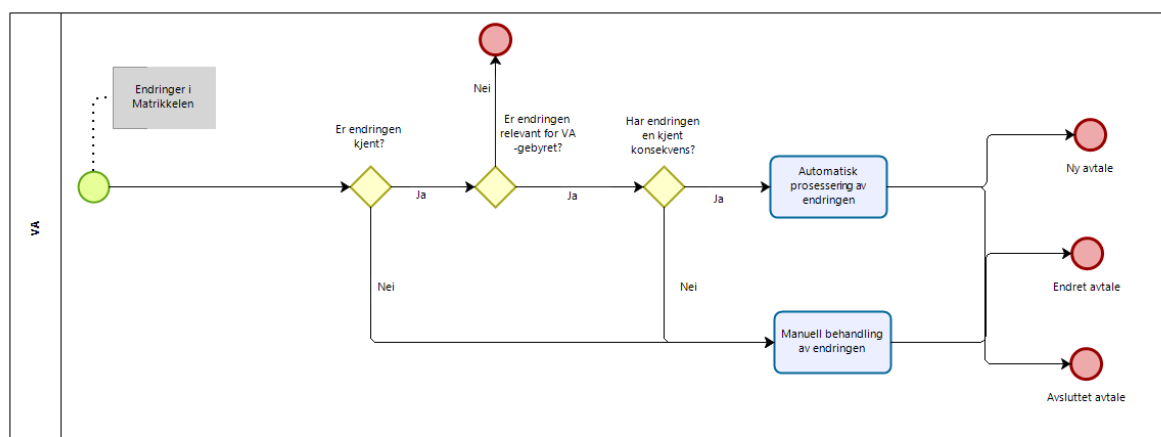 VA
Endringer i
Matrikkelen
Er endringen
kjent?
Ja
Nei
Nei
Er endringen
relevant for VA
-gebyret?
Ja
Har endringen
en kjent
konsekvens?
Ja
Nei
Automatisk
prosessering av
endringen
Manuell behandling
av endringen
Ny avtale
Endret avtale
Avsluttet avtale